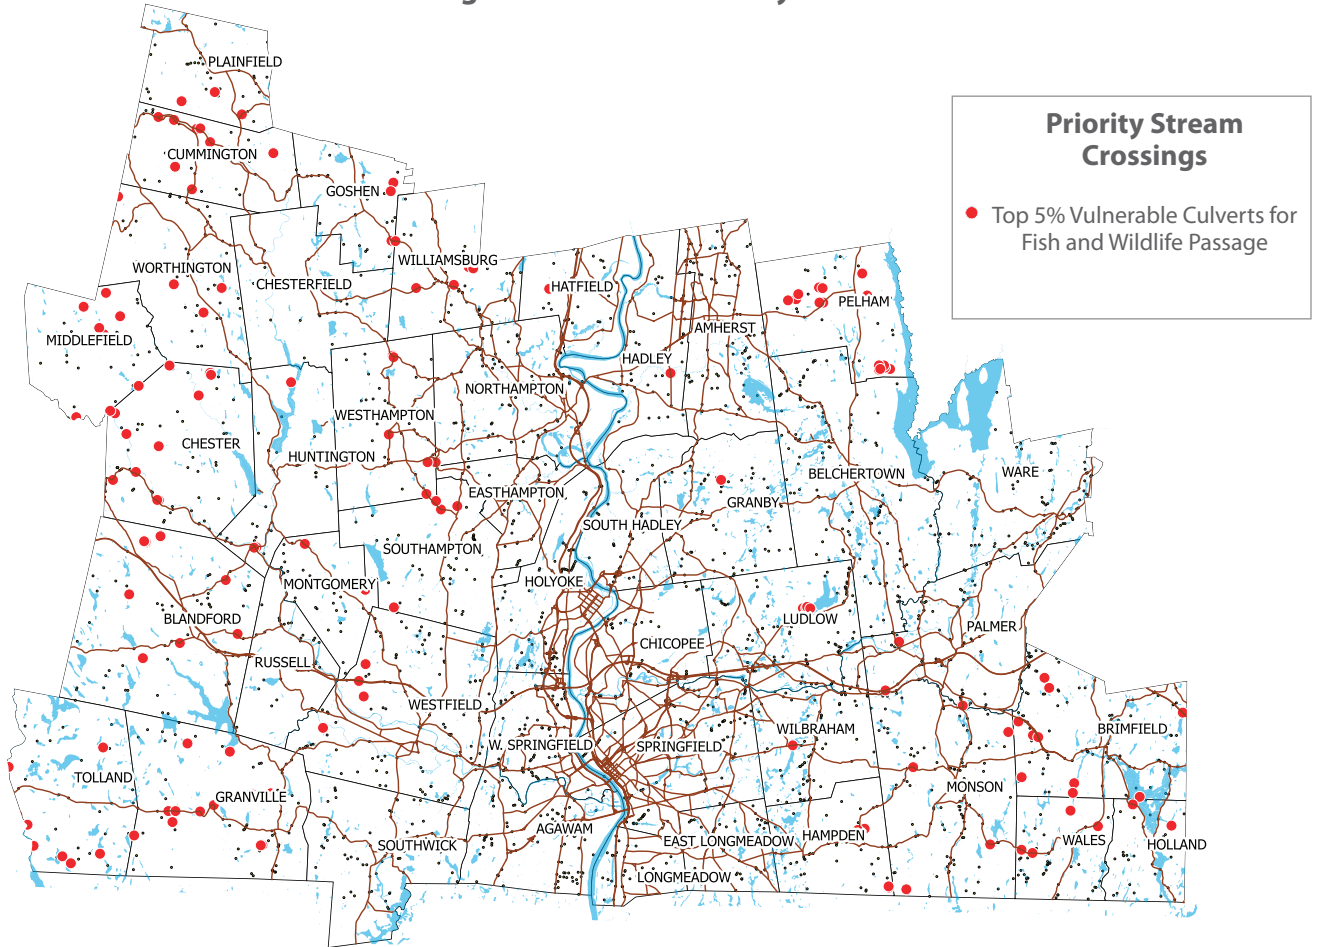 PLAINFIELD
Priority Stream
Crossings
Top 5% Vulnerable Culverts for
Fish and Wildlife Passage
CUMMINGTON
GOSHEN
WILLIAMSBURG
WORTHINGTON
CHESTERFIELD
HATFIELD
PELHAM
AMHERST
MIDDLEFIELD
HADLEY
NORTHAMPTON
WESTHAMPTON
CHESTER
HUNTINGTON
BELCHERTOWN
WARE
EASTHAMPTON
GRANBY
SOUTH HADLEY
SOUTHAMPTON
HOLYOKE
MONTGOMERY
BLANDFORD
LUDLOW
PALMER
CHICOPEE
RUSSELL
WESTFIELD
WILBRAHAM
BRIMFIELD
W. SPRINGFIELD
SPRINGFIELD
TOLLAND
MONSON
GRANVILLE
AGAWAM
HAMPDEN
EAST LONGMEADOW
WALES
HOLLAND
SOUTHWICK
LONGMEADOW